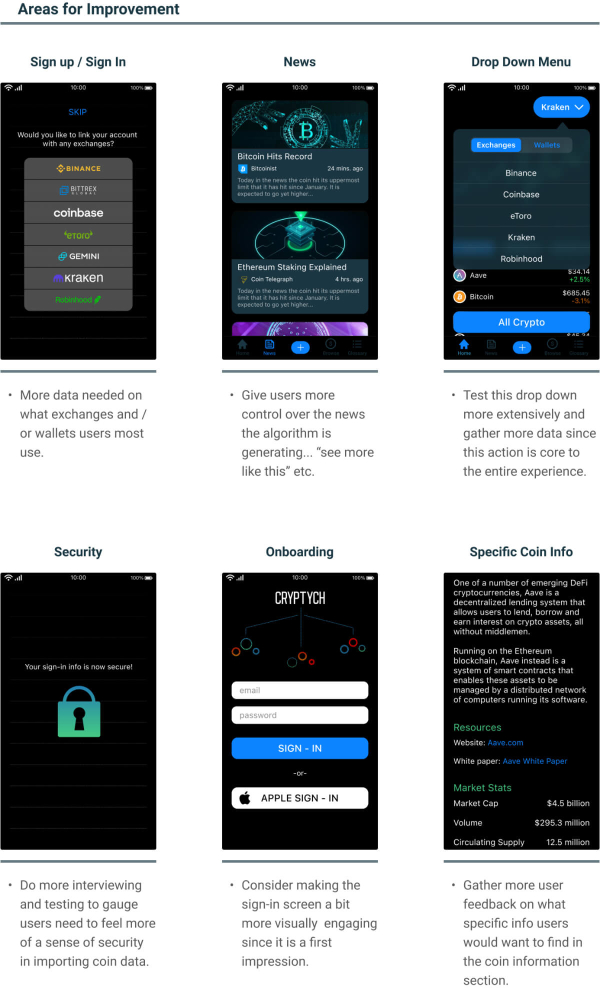 Areas for Improvement
Sign up / Sign In
10:00
100%
SKIP
Would you like to link your account
with any exchanges?
BINANCE
BITTREX
GLOBAL
coinbase
eToro
GEMINI
kraken
Robinhood
• More data needed on
what exchanges and /
or wallets users most
use.
News
10:00
100%
Bitcoin Hits Record
Bitcoinist
24 mins. ago
Today in the news the coin hit its uppermost
limit that it has hit since January. It is
expected to go yet higher...
Ethereum Staking Explained
Coin Telegraph
4 hrs. ago
Today in the news the coin hit its uppermost
limit that it has hit since January. It is
expected to go yet higher...
Home
News
• Give users more
control over the news
the algorithm is
generating... “see more
like this” etc.
Drop Down Menu
10:00
100%
Kraken
Exchanges
Wallets
Binance
Coinbase
eToro
Kraken
Robinhood
Aave
$34.14
+2.5%
Bitcoin
$685.45
-3.1%
All Crypto
Home
News
• Test this drop down
more extensively and
gather more data since
this action is core to
the entire experience.
Security
10:00
100%
Your sign-in info is now secure!
• Do more interviewing
and testing to gauge
users need to feel more
of a sense of security
in importing coin data.
Onboarding
10:00
100%
CRYPTYCH
email
password
SIGN - IN
-or-
APPLE SIGN - IN
• Consider making the
sign-in screen a bit
more visually engaging
since it is a first
impression.
Specific Coin Info
One of a number of emerging DeFi
cryptocurrencies, Aave is a
decentralized lending system that
allows users to lend, borrow and
earn interest on crypto assets, all
without middlemen.
Running on the Ethereum
blockchain, Aave instead is a
system of smart contracts that
enables these assets to be
managed by a distributed network
of computers running its software.
Resources
Website: Aave.com
White paper: Aave White Paper
Market Stats
Market Cap
$4.5 billion
Volume
$295.3 million
Circulating Supply
12.5 million
• Gather more user
feedback on what
specific info users
would want to find in
the coin information
section.